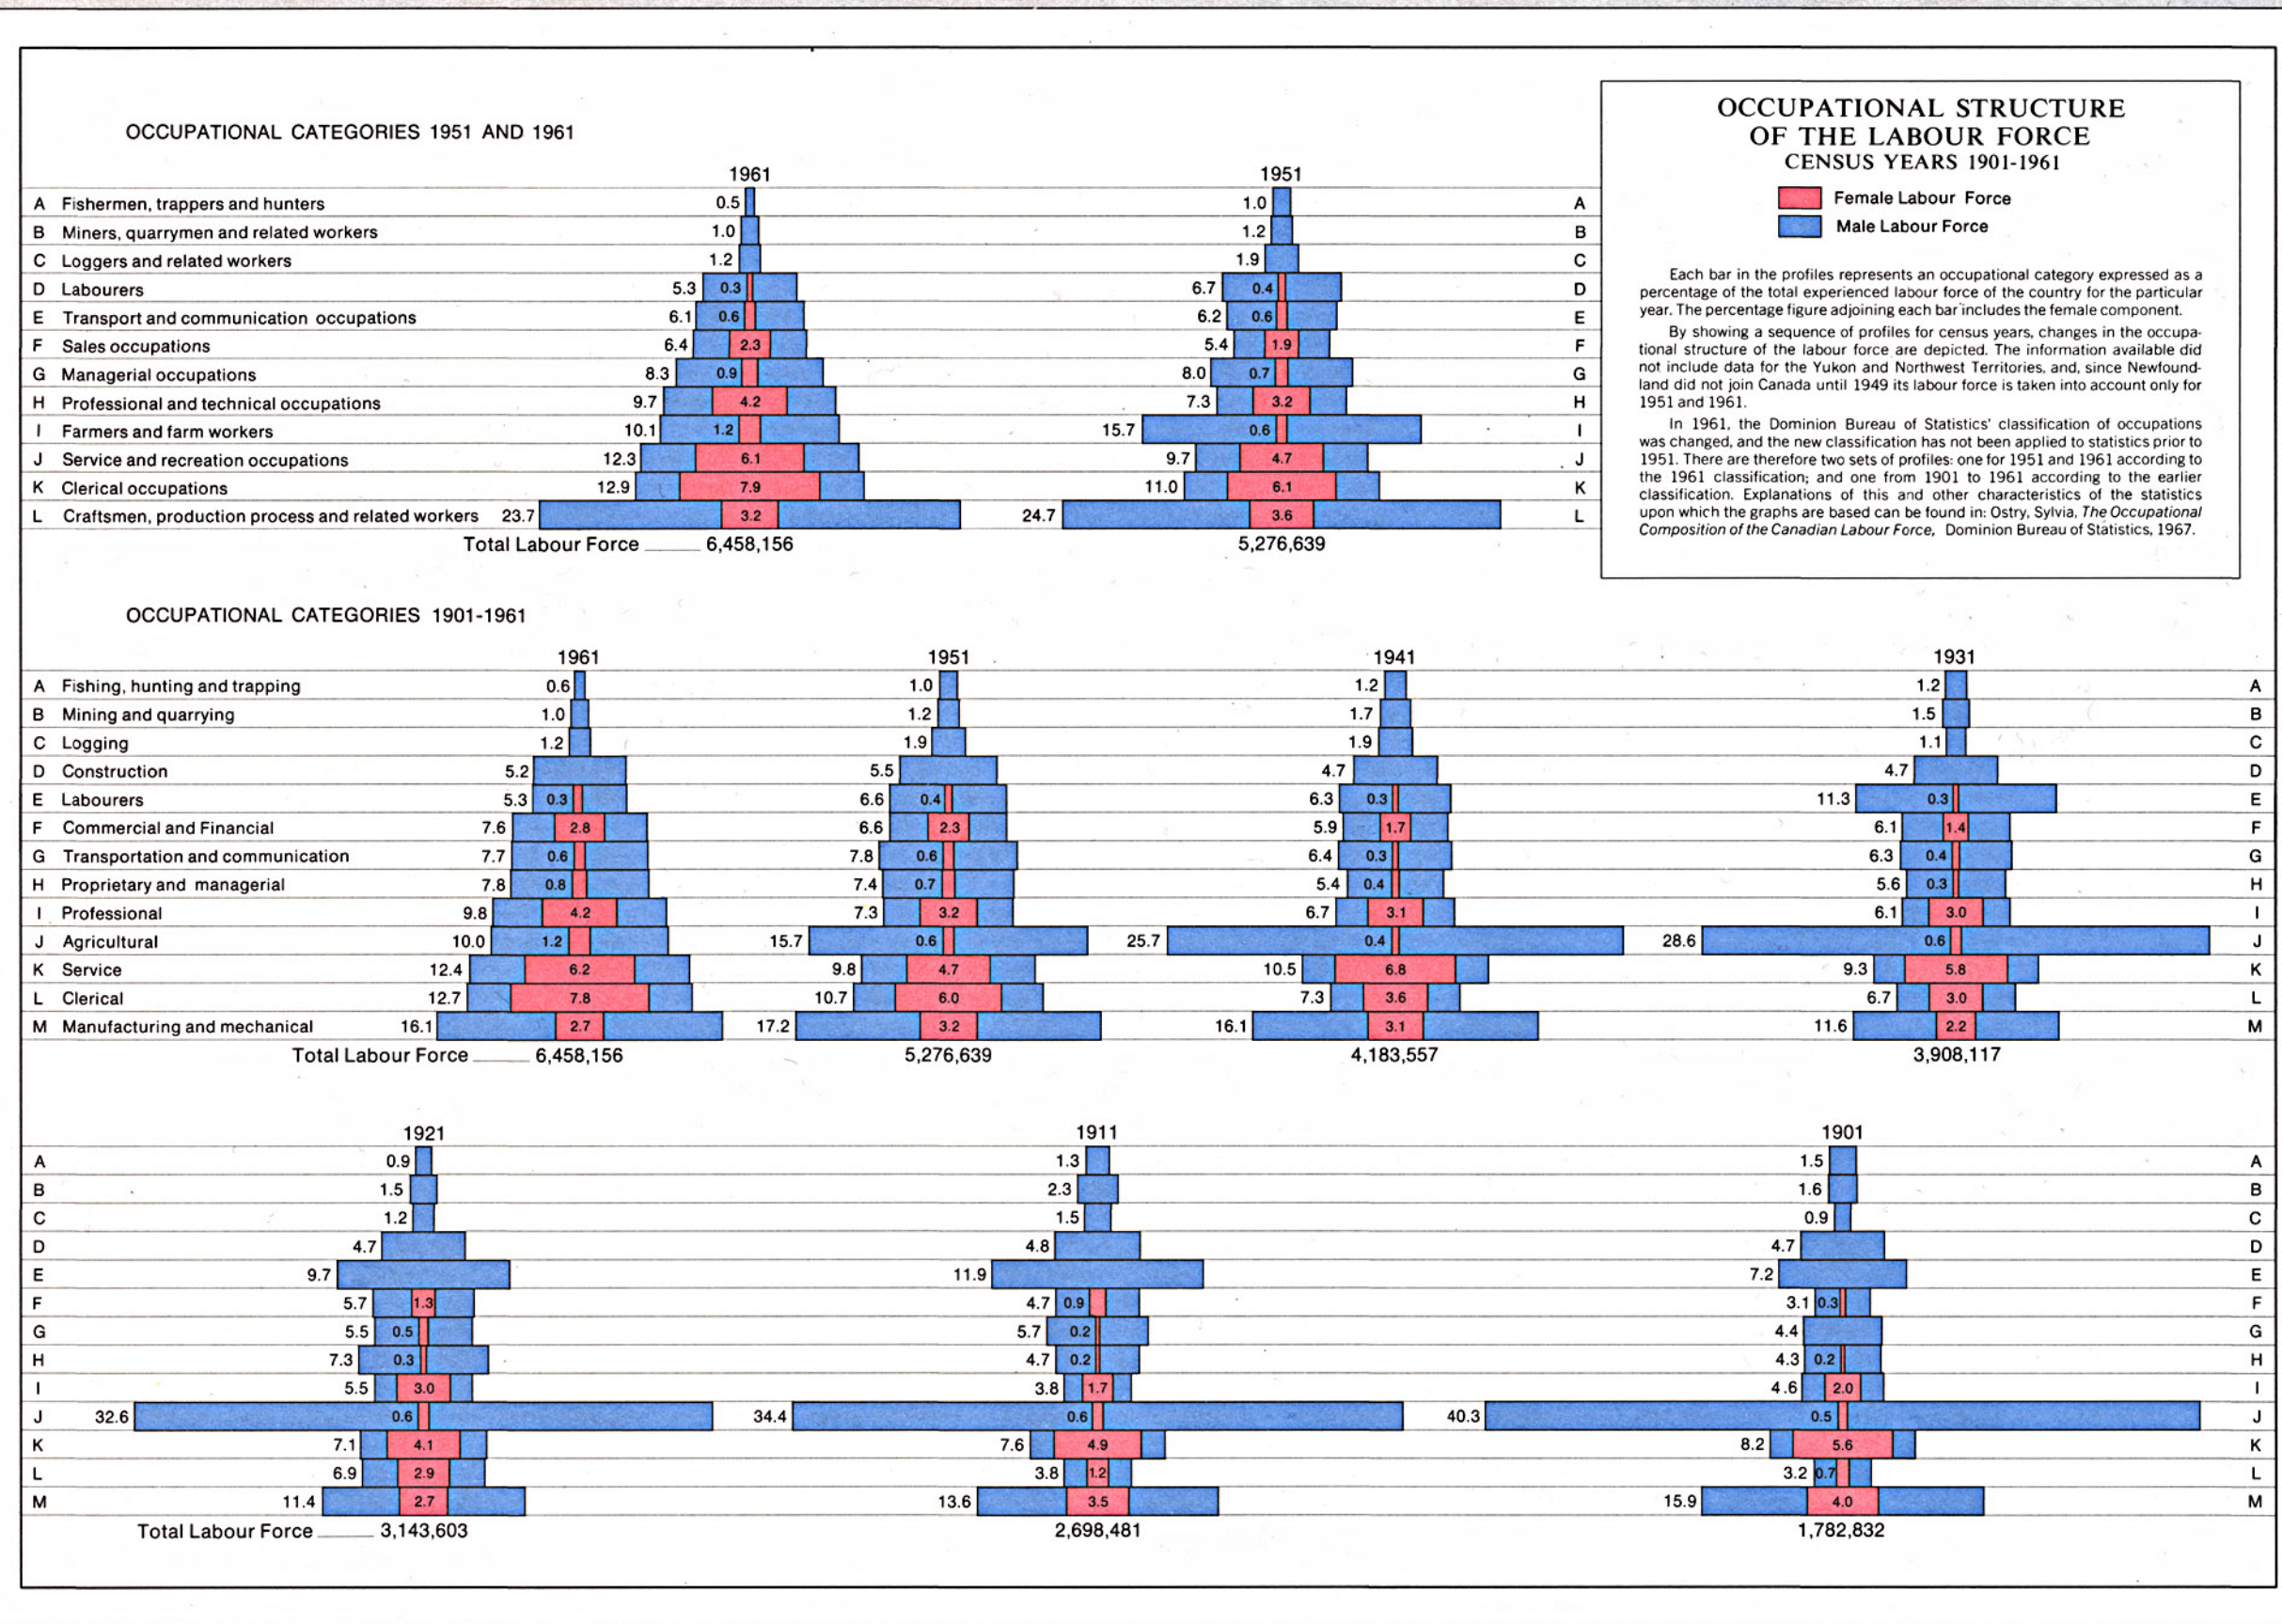 OCCUPATIONAL STRUCTURE
OF THE LABOUR FORCE
CENSUS YEARS 1901-1961
Female Labour Force
Male Labour Force
Each bar in the profiles represents an occupational category expressed as a
percentage of the total experienced labour force of the country for the particular
year. The percentage figure adjoining each bar includes the female component.
By showing a sequence of profiles for census years, changes in the occupa-
tional structure of the labour force are depicted. The information available did
not include data for the Yukon and Northwest Territories, and, since Newfound-
land did not join Canada until 1949 its labour force is taken into account only for
1951 and 1961.
In 1961, the Dominion Bureau of Statistics' classification of occupations
was changed, and the new classification has not been applied to statistics prior to
1951. There are therefore two sets of profiles: one for 1951 and 1961 according to
the 1961 classification; and one from 1901 to 1961 according to the earlier
classification. Explanations of this and other characteristics of the statistics
upon which the graphs are based can be found in: Ostry, Sylvia, The Occupational
Composition of the Canadian Labour Force, Dominion Bureau of Statistics, 1967.
OCCUPATIONAL CATEGORIES 1951 AND 1961
1961 1951
A Fishermen, trappers and hunters 0.5 1.0 A
B Miners, quarrymen and related workers 1.0 1.2 B
C Loggers and related workers 1.2 1.9 C
D Labourers 5.3 0.3 6.7 0.4 D
E Transport and communication occupations 6.1 0.6 6.2 0.6 E
F Sales occupations 6.4 2.3 5.4 1.9 F
G Managerial occupations 8.3 0.9 8.0 0.7 G
H Professional and technical occupations 9.7 4.2 7.3 3.2 H
I Farmers and farm workers 10.1 1.2 15.7 0.6 I
J Service and recreation occupations 12.3 6.1 9.7 4.7 J
K Clerical occupations 12.9 7.9 11.0 6.1 K
L Craftsmen, production process and related workers 23.7 3.2 24.7 3.6 L
Total Labour Force 6,458,156 5,276,639
OCCUPATIONAL CATEGORIES 1901-1961
1961 1951 1941 1931
A Fishing, hunting and trapping 0.6 1.0 1.2 1.2 A
B Mining and quarrying 1.0 1.2 1.7 1.5 B
C Logging 1.2 1.9 1.9 1.1 C
D Construction 5.2 5.5 4.7 4.7 D
E Labourers 5.3 0.3 6.6 0.4 6.3 0.3 11.3 0.3 E
F Commercial and Financial 7.6 2.8 6.6 2.3 5.9 1.7 6.1 1.4 F
G Transportation and communication 7.7 0.6 7.8 0.6 6.4 0.3 6.3 0.4 G
H Proprietary and managerial 7.8 0.8 7.4 0.7 5.4 0.4 5.6 0.3 H
I Professional 9.8 4.2 7.3 3.2 6.7 3.1 6.1 3.0 I
J Agricultural 10.0 1.2 15.7 0.6 25.7 0.4 28.6 0.6 J
K Service 12.4 6.2 9.8 4.7 10.5 6.8 9.3 5.8 K
L Clerical 12.7 7.8 10.7 6.0 7.3 3.6 6.7 3.0 L
M Manufacturing and mechanical 16.1 2.7 17.2 3.2 16.1 3.1 11.6 2.2 M
Total Labour Force 6,458,156 5,276,639 4,183,557 3,908,117
1921 1911 1901
A 0.9 1.3 1.5 A
B 1.5 2.3 1.6 B
C 1.2 1.5 0.9 C
D 4.7 4.8 4.7 D
E 9.7 11.9 7.2 E
F 5.7 1.3 4.7 0.9 3.1 0.3 F
G 5.5 0.5 5.7 0.2 4.4 G
H 7.3 0.3 4.7 0.2 4.3 0.2 H
I 5.5 3.0 3.8 1.7 4.6 2.0 I
J 32.6 0.6 34.4 0.6 40.3 0.5 J
K 7.1 4.1 7.6 4.9 8.2 5.6 K
L 6.9 2.9 3.8 1.2 3.2 0.7 L
M 11.4 2.7 13.6 3.5 15.9 4.0 M
Total Labour Force 3,143,603 2,698,481 1,782,832